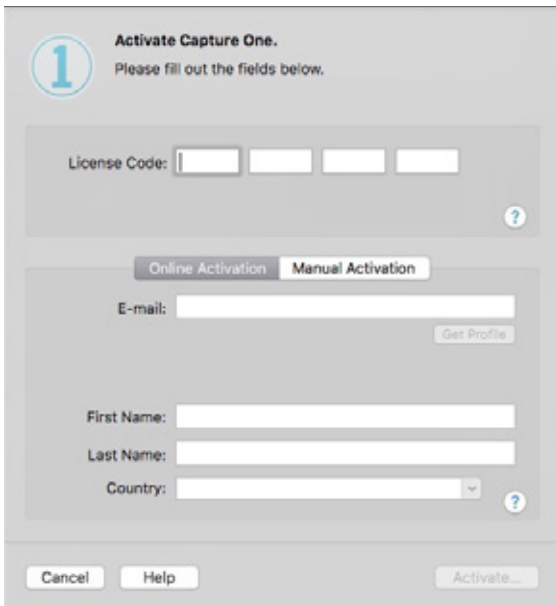 1
Activate Capture One.
Please fill out the fields below.
License Code:
?
Online Activation Manual Activation
E-mail:
Get Profile
First Name:
Last Name:
Country:
?
Cancel Help Activate...